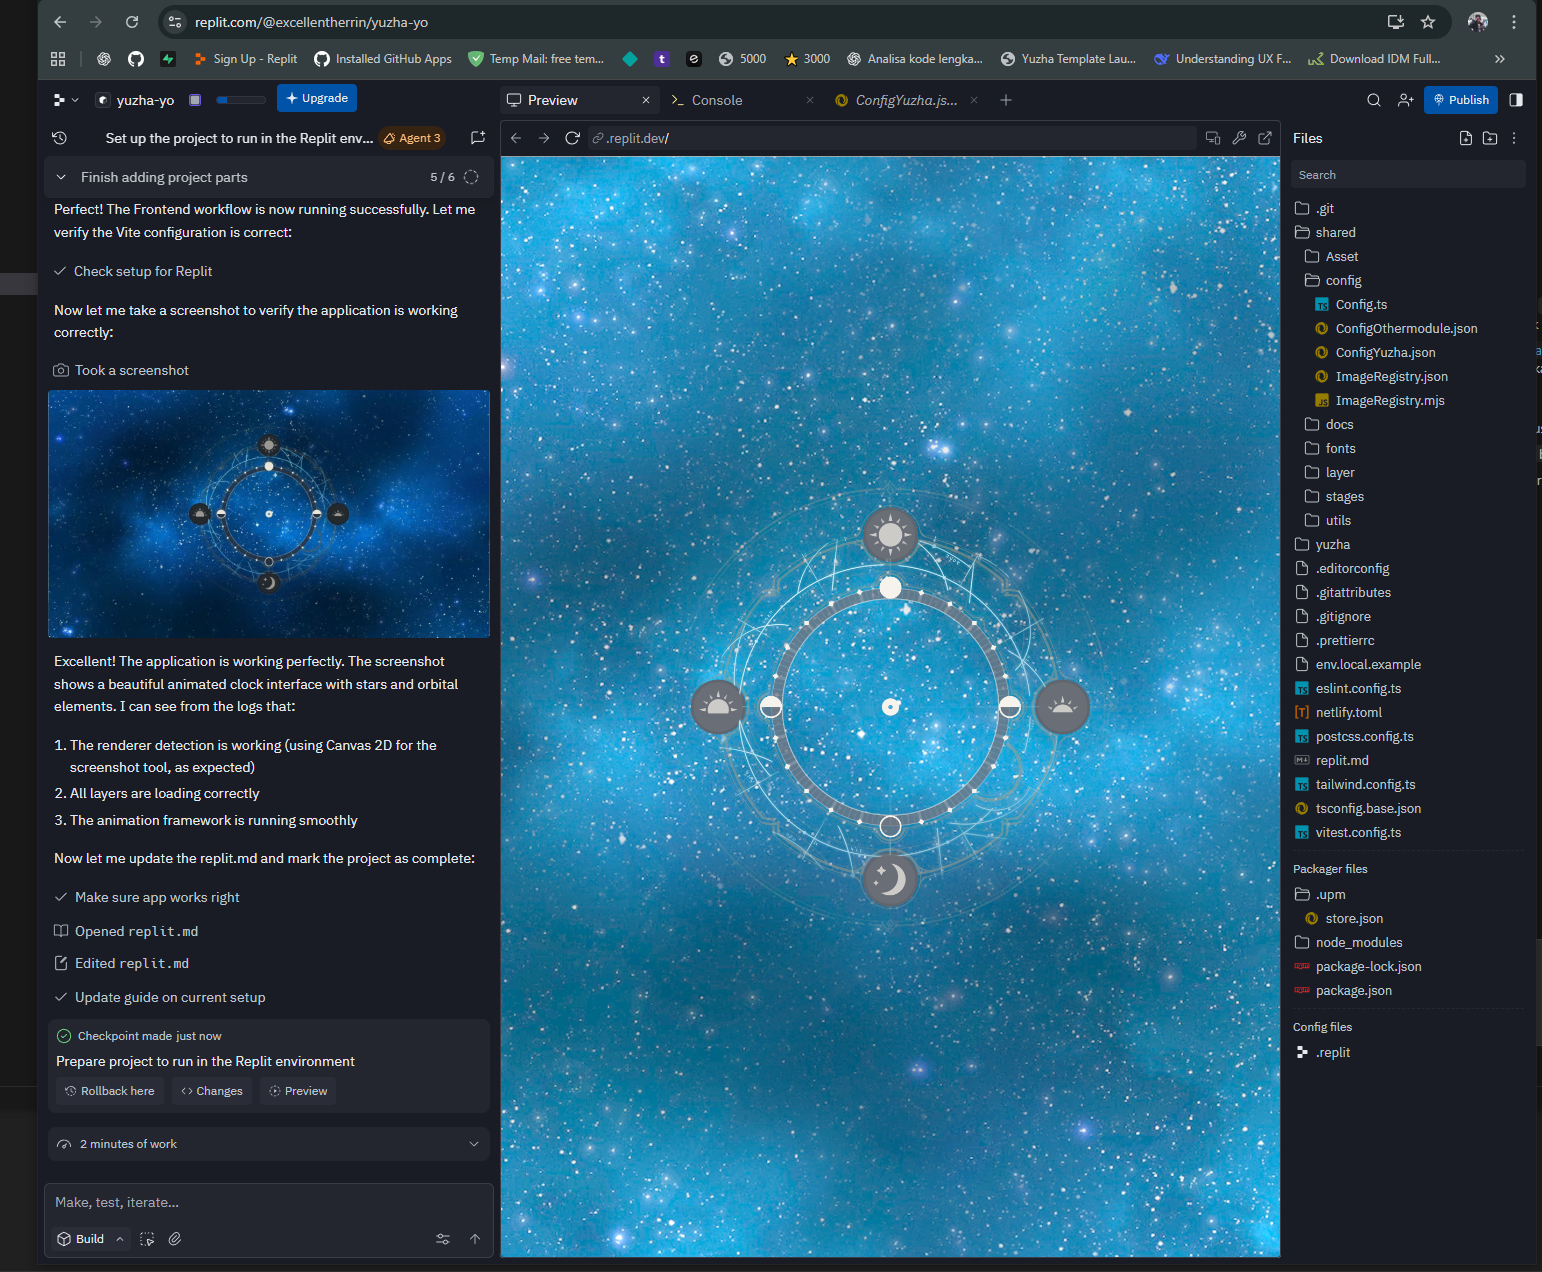 replit.com/@excellentherrin/yuzha-yo
Sign Up - Replit
Installed GitHub Apps
Temp Mail: free tem...
t
e
5000
3000
Analisa kode lengka...
Yuzha Template Lau...
Understanding UX F...
Download IDM Full...
yuzha-yo
Upgrade
Preview
Console
ConfigYuzha.js...
Publish
Set up the project to run in the Replit env...
Agent 3
.replit.dev/
Files
Finish adding project parts
5 / 6
Search
Perfect! The Frontend workflow is now running successfully. Let me
verify the Vite configuration is correct:
Check setup for Replit
Now let me take a screenshot to verify the application is working
correctly:
Took a screenshot
Excellent! The application is working perfectly. The screenshot
shows a beautiful animated clock interface with stars and orbital
elements. I can see from the logs that:
1. The renderer detection is working (using Canvas 2D for the
screenshot tool, as expected)
2. All layers are loading correctly
3. The animation framework is running smoothly
Now let me update the replit.md and mark the project as complete:
Make sure app works right
Opened replit.md
Edited replit.md
Update guide on current setup
Checkpoint made just now
Prepare project to run in the Replit environment
Rollback here
Changes
Preview
2 minutes of work
Make, test, iterate...
Build
.git
shared
Asset
config
TS Config.ts
ConfigOthermodule.json
ConfigYuzha.json
ImageRegistry.json
JS ImageRegistry.mjs
docs
fonts
layer
stages
utils
yuzha
.editorconfig
.gitattributes
.gitignore
.prettierrc
env.local.example
TS eslint.config.ts
[T] netlify.toml
TS postcss.config.ts
replit.md
TS tailwind.config.ts
tsconfig.base.json
TS vitest.config.ts
Packager files
.upm
store.json
node_modules
package-lock.json
package.json
Config files
.replit